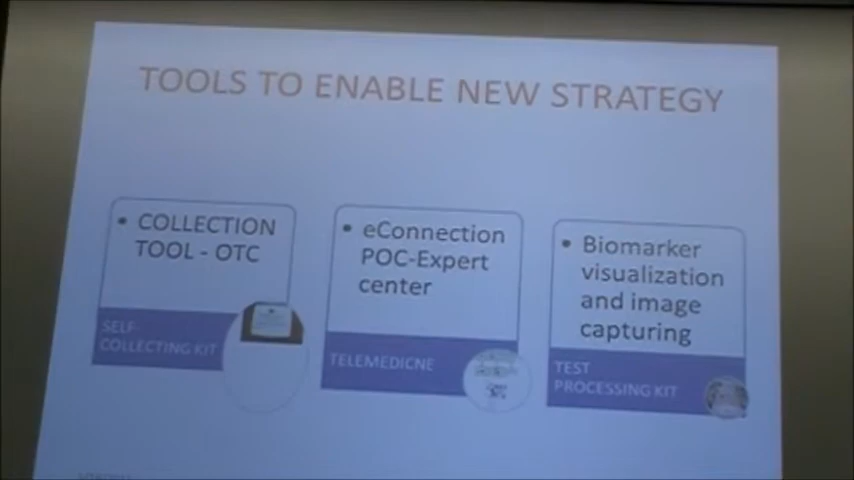 TOOLS TO ENABLE NEW STRATEGY
• COLLECTION
TOOL - OTC
SELF-
COLLECTING KIT
• eConnection
POC-Expert
center
TELEMEDICNE
• Biomarker
visualization
and image
capturing
TEST
PROCESSING KIT